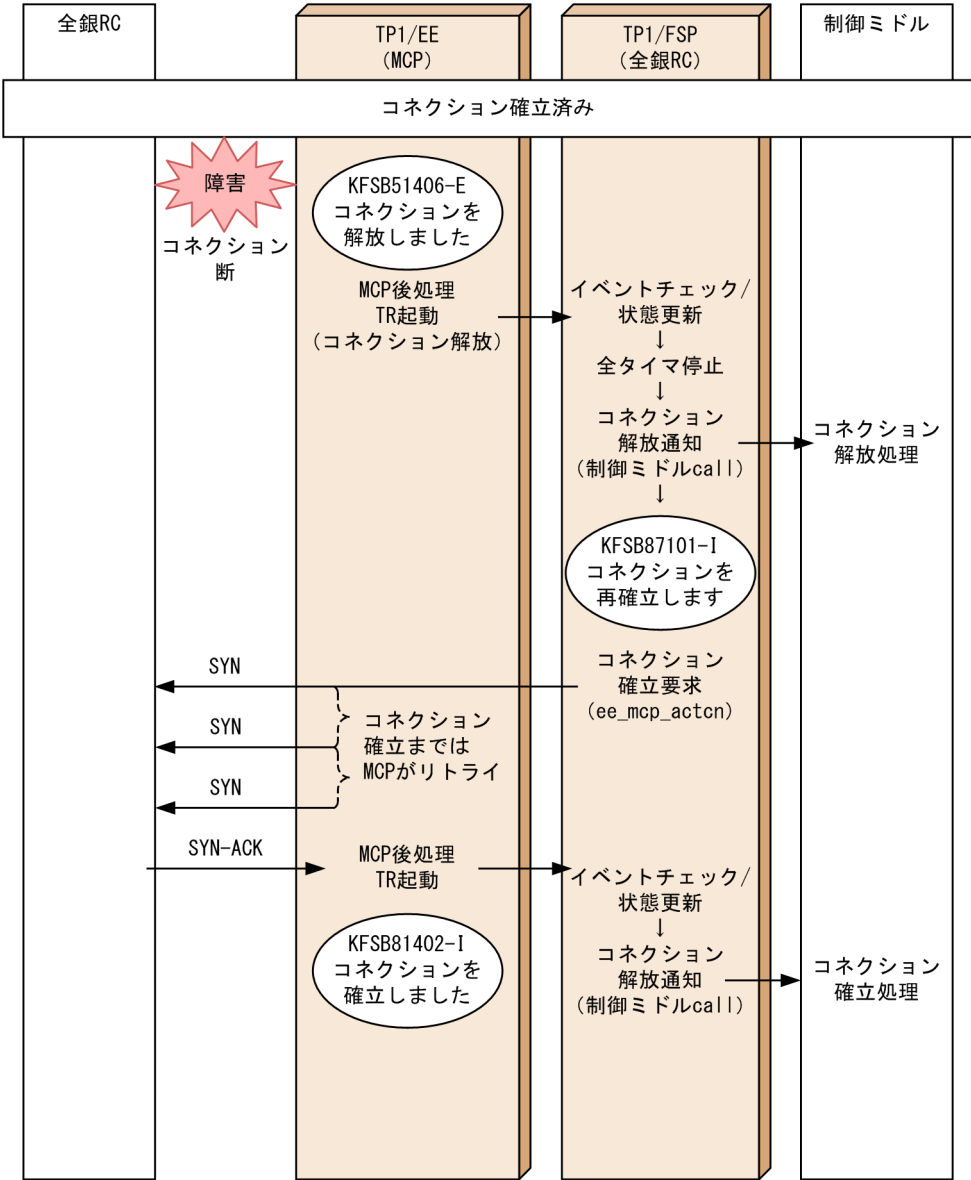 全銀RC
TP1/EE
(MCP)
TP1/FSP
(全銀RC)
制御ミドル
コネクション確立済み
障害
コネクション
断
KFSB51406-E
コネクションを
解放しました
MCP後処理
TR起動
(コネクション解放)
イベントチェック/
状態更新
↓
全タイマ停止
↓
コネクション
解放通知
(制御ミドルcall)
↓
コネクション
解放処理
KFSB87101-I
コネクションを
再確立します
コネクション
確立要求
(ee_mcp_actcn)
SYN
SYN
SYN
コネクション
確立までは
MCPがリトライ
SYN-ACK
MCP後処理
TR起動
KFSB81402-I
コネクションを
確立しました
イベントチェック/
状態更新
↓
コネクション
解放通知
(制御ミドルcall)
コネクション
確立処理